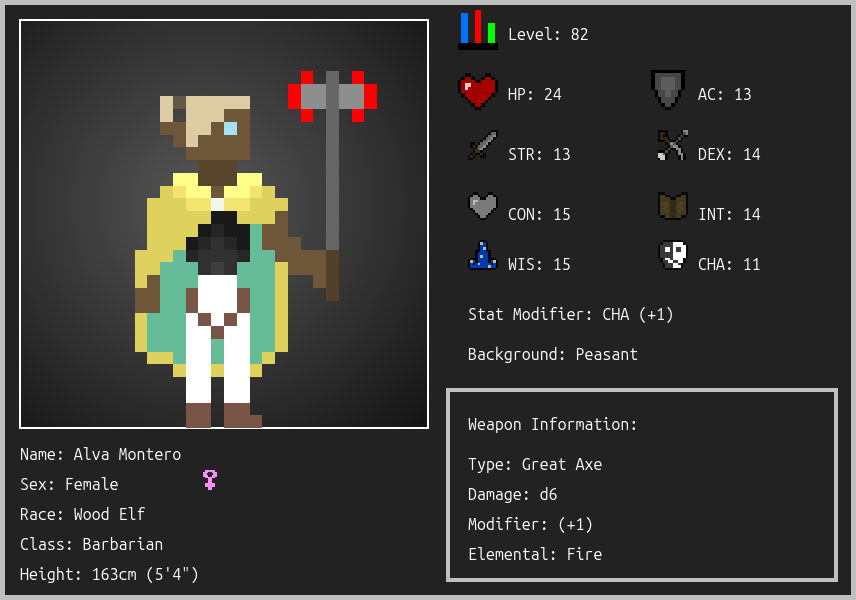 Level: 82
HP: 24
AC: 13
STR: 13
DEX: 14
CON: 15
INT: 14
WIS: 15
CHA: 11
Stat Modifier: CHA (+1)
Background: Peasant
Weapon Information:
Type: Great Axe
Damage: d6
Modifier: (+1)
Elemental: Fire
Name: Alva Montero
Sex: Female
Race: Wood Elf
Class: Barbarian
Height: 163cm (5'4")